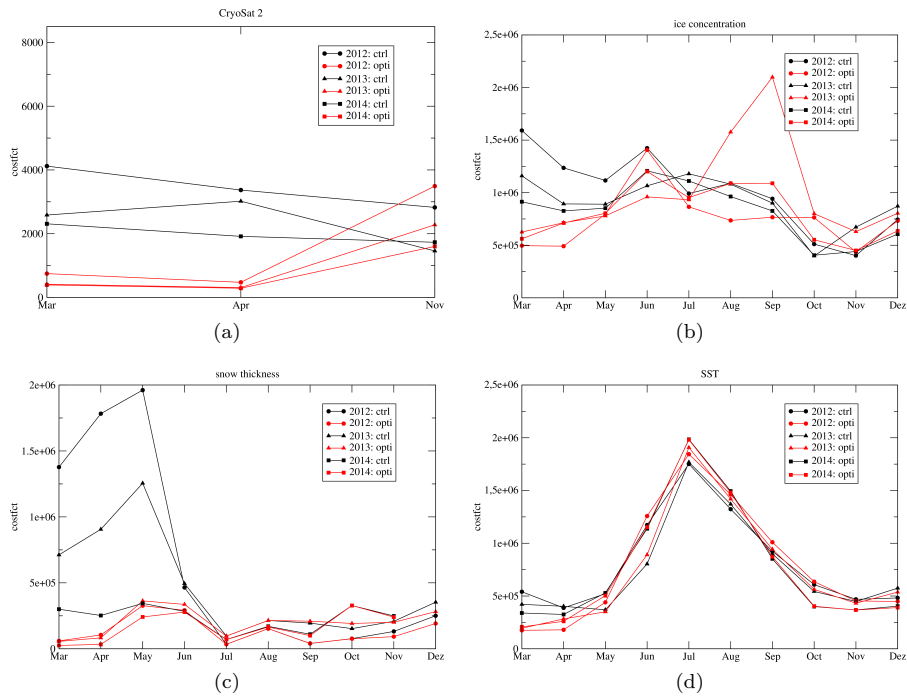 CryoSat 2
8000
6000
4000
2000
0
costfct
Mar Apr Nov
2012: ctrl
2012: opti
2013: ctrl
2013: opti
2014: ctrl
2014: opti
(a)
ice concentration
2,5e+06
2e+06
1,5e+06
1e+06
5e+05
0
costfct
Mar Apr May Jun Jul Aug Sep Oct Nov Dez
2012: ctrl
2012: opti
2013: ctrl
2013: opti
2014: ctrl
2014: opti
(b)
snow thickness
2e+06
1,5e+06
1e+06
5e+05
0
costfct
Mar Apr May Jun Jul Aug Sep Oct Nov Dez
2012: ctrl
2012: opti
2013: ctrl
2013: opti
2014: ctrl
2014: opti
(c)
SST
2,5e+06
2e+06
1,5e+06
1e+06
5e+05
0
costfct
Mar Apr May Jun Jul Aug Sep Oct Nov Dez
2012: ctrl
2012: opti
2013: ctrl
2013: opti
2014: ctrl
2014: opti
(d)